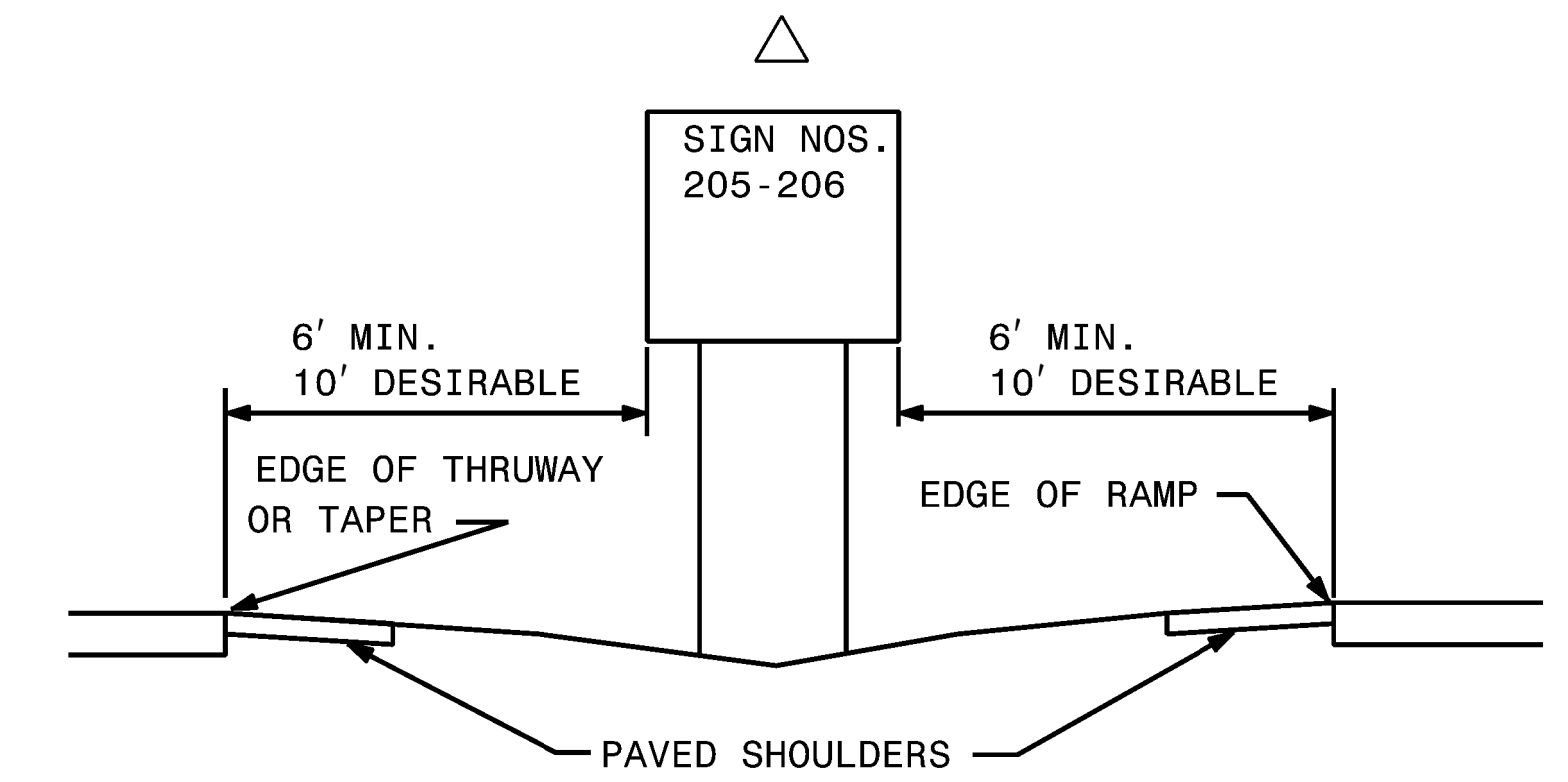 SIGN NOS.
205-206
6' MIN.
10' DESIRABLE
6' MIN.
10' DESIRABLE
EDGE OF THRUWAY
OR TAPER
EDGE OF RAMP
PAVED SHOULDERS